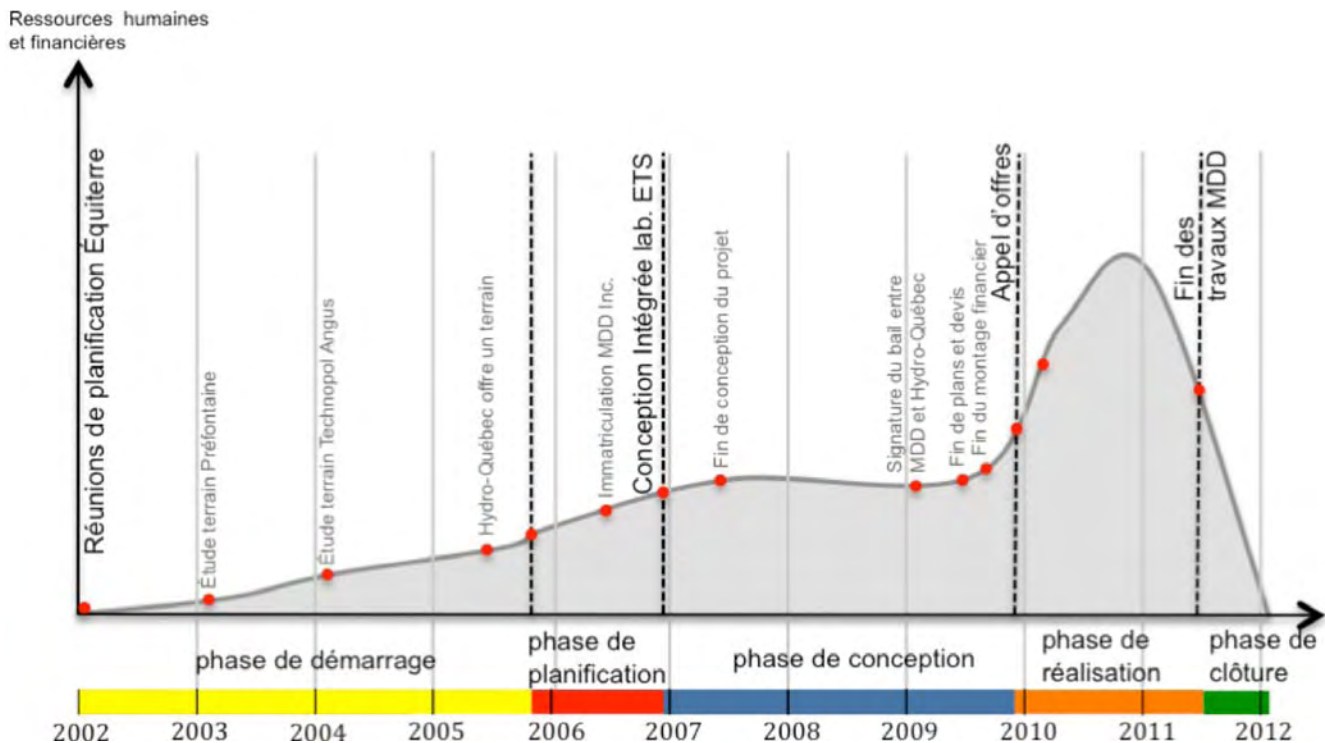 Ressources humaines
et financières
Réunions de planification Équiterre
Étude terrain Préfontaine
Étude terrain Technopol Angus
Hydro-Québec offre un terrain
Immatriculation MDD Inc.
Conception Intégrée lab. ETS
Fin de conception du projet
Signature du bail entre
MDD et Hydro-Québec
Fin de plans et devis
Fin du montage financier
Appel d'offres
Fin des
travaux MDD
phase de démarrage
phase de
planification
phase de conception
phase de
réalisation
phase de
clôture
2002 2003 2004 2005 2006 2007 2008 2009 2010 2011 2012